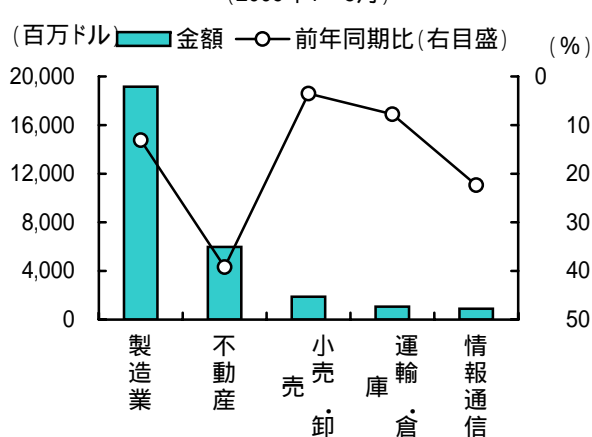 (百万ドル)
金額
前年同期比(右目盛)
(%)
20,000
16,000
12,000
8,000
4,000
0
0
10
20
30
40
50
製造業
不動産
小売・卸
売
運輸・倉
庫
情報通信